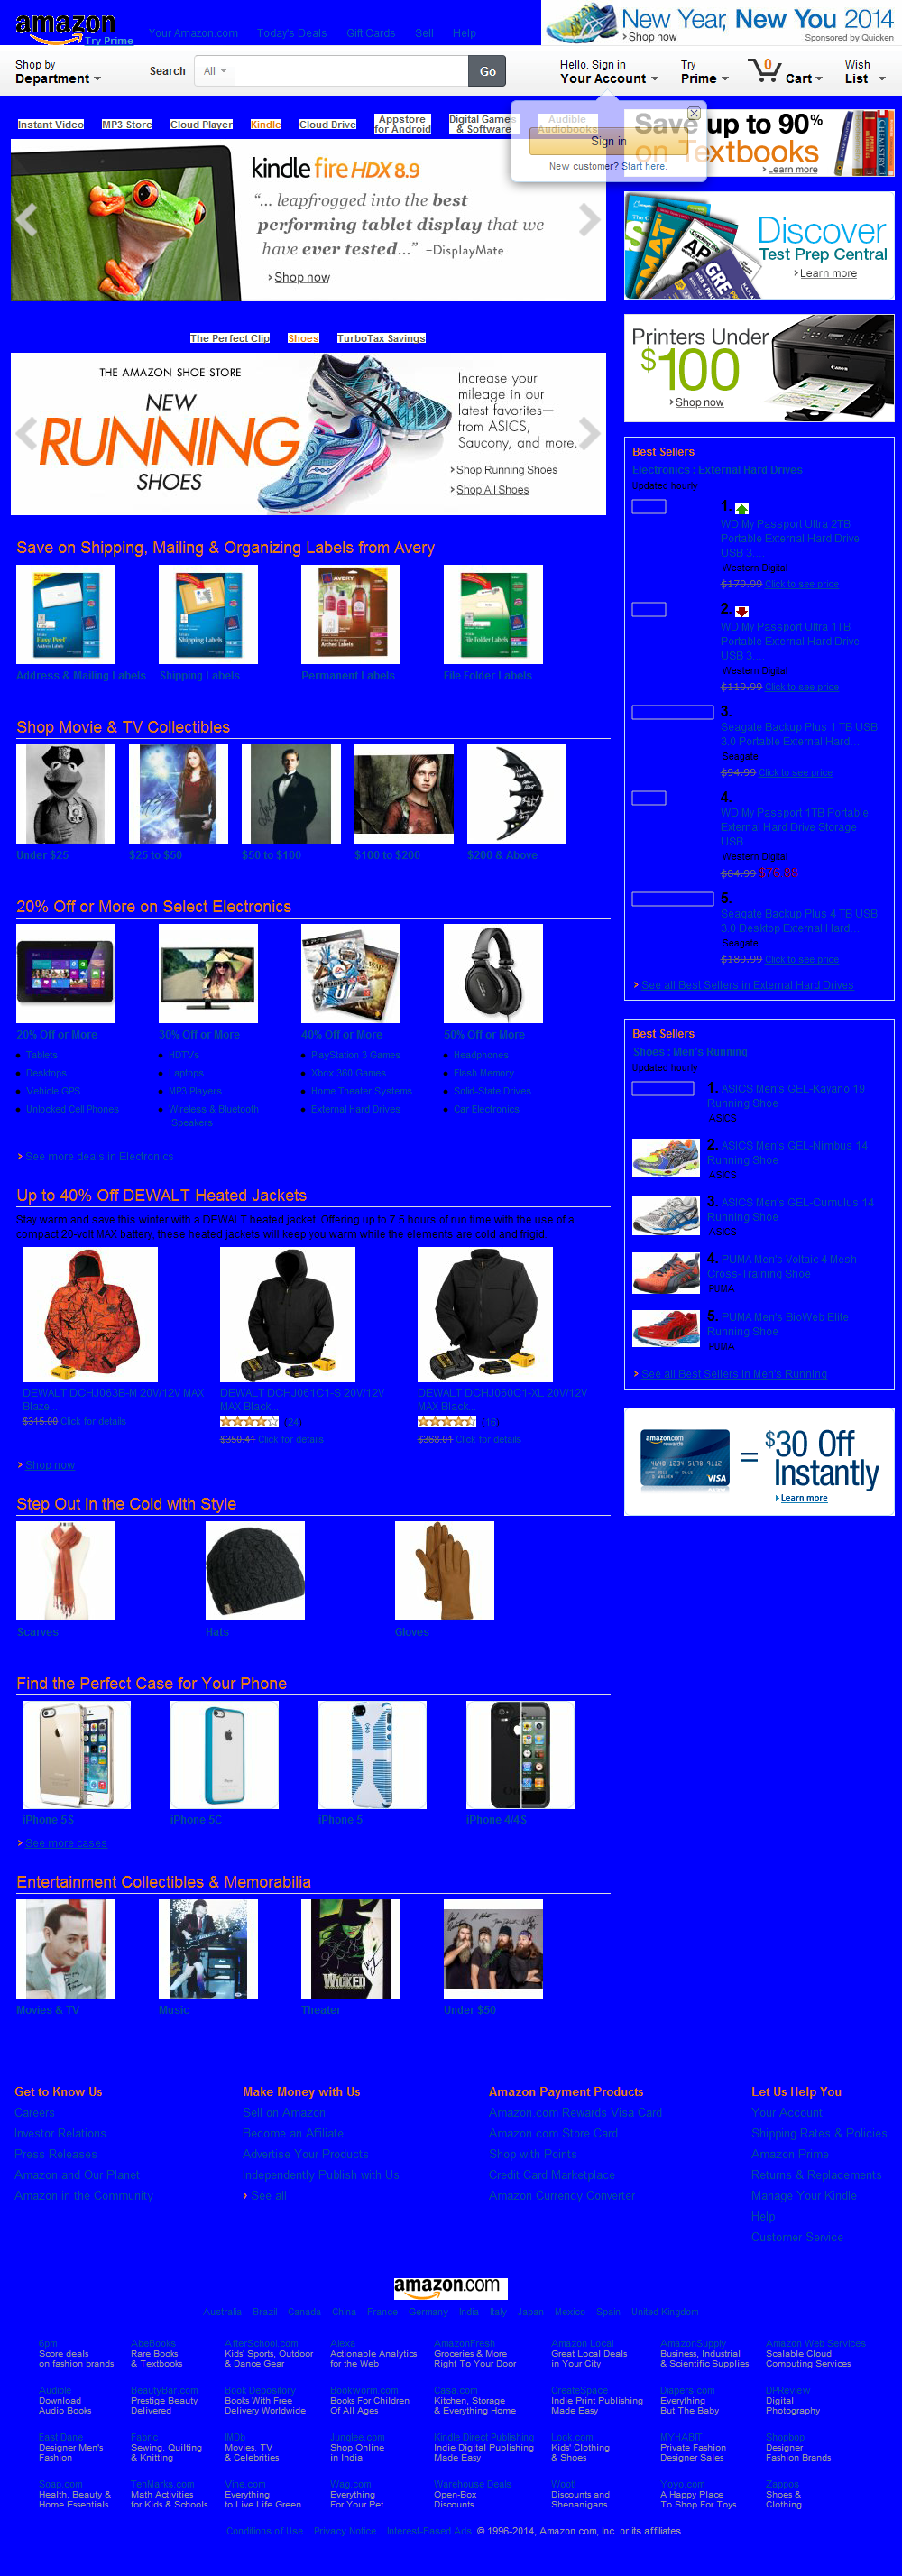 amazon
Try Prime
Your Amazon.com Today's Deals Gift Cards Sell Help
New Year, New You 2014
Shop now
Sponsored by Quicken
Shop by
Department
Search
All
Go
Hello. Sign in
Your Account
Try
Prime
0
Cart
Wish
List
Instant Video
MP3 Store
Cloud Player
Kindle
Cloud Drive
Appstore
for Android
Digital Games
& Software
Audible
Audiobooks
Sign in
New customer? Start here.
Save up to 90%
on Textbooks
Learn more
kindle fire HDX 8.9
“... leapfrogged into the best
performing tablet display that we
have ever tested...” –DisplayMate
Shop now
Discover
Test Prep Central
Learn more
Printers Under
$100
Shop now
Canon
The Perfect Clip
Shoes
TurboTax Savings
THE AMAZON SHOE STORE
NEW
RUNNING
SHOES
Increase your
mileage in our
latest favorites—
from ASICS,
Saucony, and more.
Shop Running Shoes
Shop All Shoes
Best Sellers
Electronics : External Hard Drives
Updated hourly
1.
WD My Passport Ultra 2TB
Portable External Hard Drive
USB 3....
Western Digital
$179.99 Click to see price
2.
WD My Passport Ultra 1TB
Portable External Hard Drive
USB 3....
Western Digital
$119.99 Click to see price
3.
Seagate Backup Plus 1 TB USB
3.0 Portable External Hard...
Seagate
$94.99 Click to see price
4.
WD My Passport 1TB Portable
External Hard Drive Storage
USB...
Western Digital
$84.99 $76.88
5.
Seagate Backup Plus 4 TB USB
3.0 Desktop External Hard...
Seagate
$189.99 Click to see price
See all Best Sellers in External Hard Drives
Save on Shipping, Mailing & Organizing Labels from Avery
Address & Mailing Labels
Shipping Labels
Permanent Labels
File Folder Labels
Shop Movie & TV Collectibles
Under $25
$25 to $50
$50 to $100
$100 to $200
$200 & Above
20% Off or More on Select Electronics
20% Off or More
Tablets
Desktops
Vehicle GPS
Unlocked Cell Phones
30% Off or More
HDTVs
Laptops
MP3 Players
Wireless & Bluetooth
Speakers
40% Off or More
PlayStation 3 Games
Xbox 360 Games
Home Theater Systems
External Hard Drives
50% Off or More
Headphones
Flash Memory
Solid-State Drives
Car Electronics
See more deals in Electronics
Best Sellers
Shoes : Men's Running
Updated hourly
1. ASICS Men's GEL-Kayano 19
Running Shoe
ASICS
2. ASICS Men's GEL-Nimbus 14
Running Shoe
ASICS
3. ASICS Men's GEL-Cumulus 14
Running Shoe
ASICS
4. PUMA Men's Voltaic 4 Mesh
Cross-Training Shoe
PUMA
5. PUMA Men's BioWeb Elite
Running Shoe
PUMA
See all Best Sellers in Men's Running
Up to 40% Off DEWALT Heated Jackets
Stay warm and save this winter with a DEWALT heated jacket. Offering up to 7.5 hours of run time with the use of a
compact 20-volt MAX battery, these heated jackets will keep you warm while the elements are cold and frigid.
DEWALT DCHJ063B-M 20V/12V MAX
Blaze...
$315.00 Click for details
DEWALT DCHJ061C1-S 20V/12V
MAX Black...
(24)
$350.41 Click for details
DEWALT DCHJ060C1-XL 20V/12V
MAX Black...
(16)
$368.01 Click for details
Shop now
amazon.com
rewards
4640 1234 5678 9112
VISA
= $30 Off
Instantly
Learn more
Step Out in the Cold with Style
Scarves
Hats
Gloves
Find the Perfect Case for Your Phone
iPhone 5S
iPhone 5C
iPhone 5
iPhone 4/4S
See more cases
Entertainment Collectibles & Memorabilia
WICKED
Movies & TV
Music
Theater
Under $50
Get to Know Us
Careers
Investor Relations
Press Releases
Amazon and Our Planet
Amazon in the Community
Make Money with Us
Sell on Amazon
Become an Affiliate
Advertise Your Products
Independently Publish with Us
See all
Amazon Payment Products
Amazon.com Rewards Visa Card
Amazon.com Store Card
Shop with Points
Credit Card Marketplace
Amazon Currency Converter
Let Us Help You
Your Account
Shipping Rates & Policies
Amazon Prime
Returns & Replacements
Manage Your Kindle
Help
Customer Service
amazon.com
Australia Brazil Canada China France Germany India Italy Japan Mexico Spain United Kingdom
6pm
Score deals
on fashion brands
AbeBooks
Rare Books
& Textbooks
AfterSchool.com
Kids' Sports, Outdoor
& Dance Gear
Alexa
Actionable Analytics
for the Web
AmazonFresh
Groceries & More
Right To Your Door
Amazon Local
Great Local Deals
in Your City
AmazonSupply
Business, Industrial
& Scientific Supplies
Amazon Web Services
Scalable Cloud
Computing Services
Audible
Download
Audio Books
BeautyBar.com
Prestige Beauty
Delivered
Book Depository
Books With Free
Delivery Worldwide
Bookworm.com
Books For Children
Of All Ages
Casa.com
Kitchen, Storage
& Everything Home
CreateSpace
Indie Print Publishing
Made Easy
Diapers.com
Everything
But The Baby
DPReview
Digital
Photography
East Dane
Designer Men's
Fashion
Fabric
Sewing, Quilting
& Knitting
IMDb
Movies, TV
& Celebrities
Junglee.com
Shop Online
in India
Kindle Direct Publishing
Indie Digital Publishing
Made Easy
Look.com
Kids' Clothing
& Shoes
MYHABIT
Private Fashion
Designer Sales
Shopbop
Designer
Fashion Brands
Soap.com
Health, Beauty &
Home Essentials
TenMarks.com
Math Activities
for Kids & Schools
Vine.com
Everything
to Live Life Green
Wag.com
Everything
For Your Pet
Warehouse Deals
Open-Box
Discounts
Woot!
Discounts and
Shenanigans
Yoyo.com
A Happy Place
To Shop For Toys
Zappos
Shoes &
Clothing
Conditions of Use Privacy Notice Interest-Based Ads © 1996-2014, Amazon.com, Inc. or its affiliates